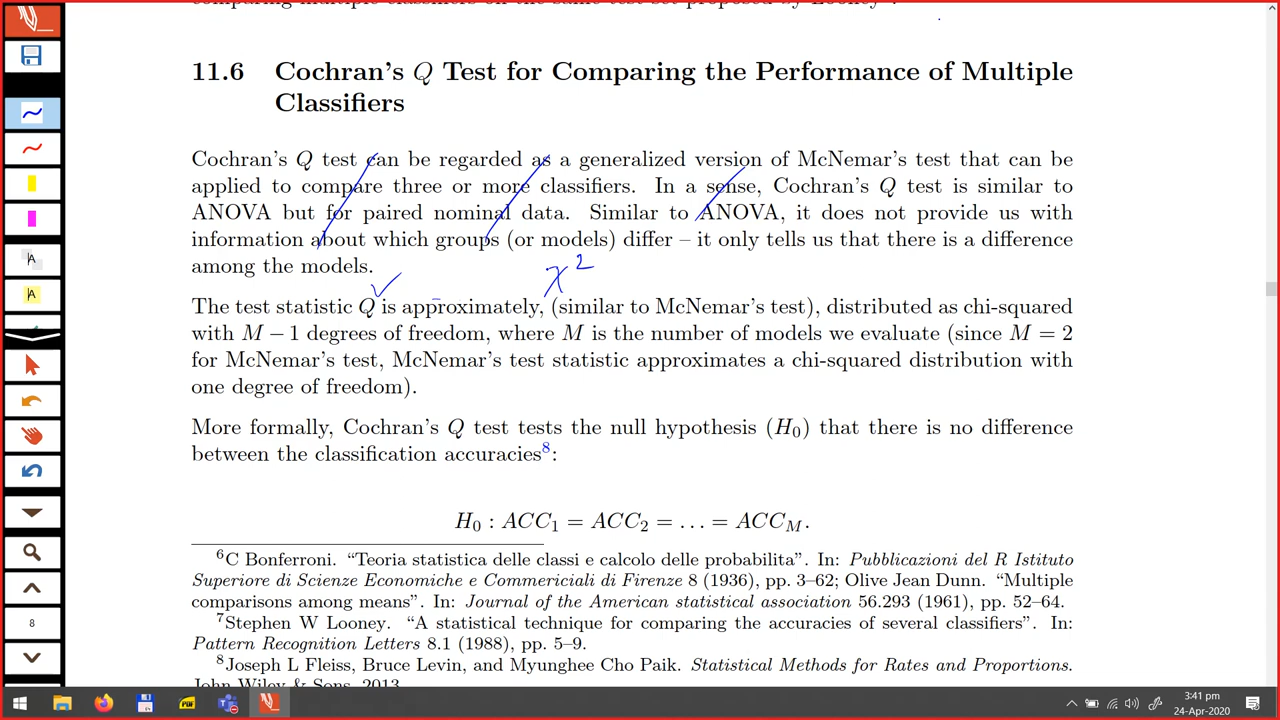 11.6 Cochran's Q Test for Comparing the Performance of Multiple
Classifiers
Cochran's Q test can be regarded as a generalized version of McNemar's test that can be
applied to compare three or more classifiers. In a sense, Cochran's Q test is similar to
ANOVA but for paired nominal data. Similar to ANOVA, it does not provide us with
information about which groups (or models) differ – it only tells us that there is a difference
among the models.
χ²
The test statistic Q is approximately, (similar to McNemar's test), distributed as chi-squared
with M − 1 degrees of freedom, where M is the number of models we evaluate (since M = 2
for McNemar's test, McNemar's test statistic approximates a chi-squared distribution with
one degree of freedom).
More formally, Cochran's Q test tests the null hypothesis (H₀) that there is no difference
between the classification accuracies⁸:
H₀ : ACC₁ = ACC₂ = . . . = ACC_M.
⁶C Bonferroni. “Teoria statistica delle classi e calcolo delle probabilita”. In: Pubblicazioni del R Istituto
Superiore di Scienze Economiche e Commericiali di Firenze 8 (1936), pp. 3–62; Olive Jean Dunn. “Multiple
comparisons among means”. In: Journal of the American statistical association 56.293 (1961), pp. 52–64.
⁷Stephen W Looney. “A statistical technique for comparing the accuracies of several classifiers”. In:
Pattern Recognition Letters 8.1 (1988), pp. 5–9.
⁸Joseph L Fleiss, Bruce Levin, and Myunghee Cho Paik. Statistical Methods for Rates and Proportions.
John Wiley & Sons, 2013
A
A
8
PDF
3:41 pm
24-Apr-2020